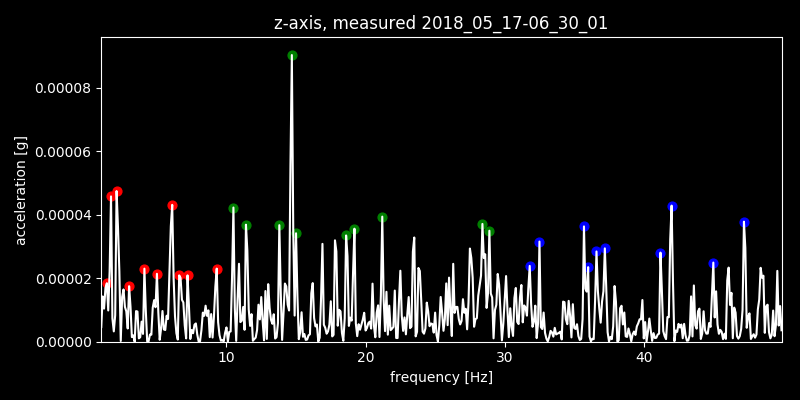 z-axis, measured 2018_05_17-06_30_01
0.00008
0.00006
0.00004
0.00002
0.00000
acceleration [g]
10 20 30 40
frequency [Hz]